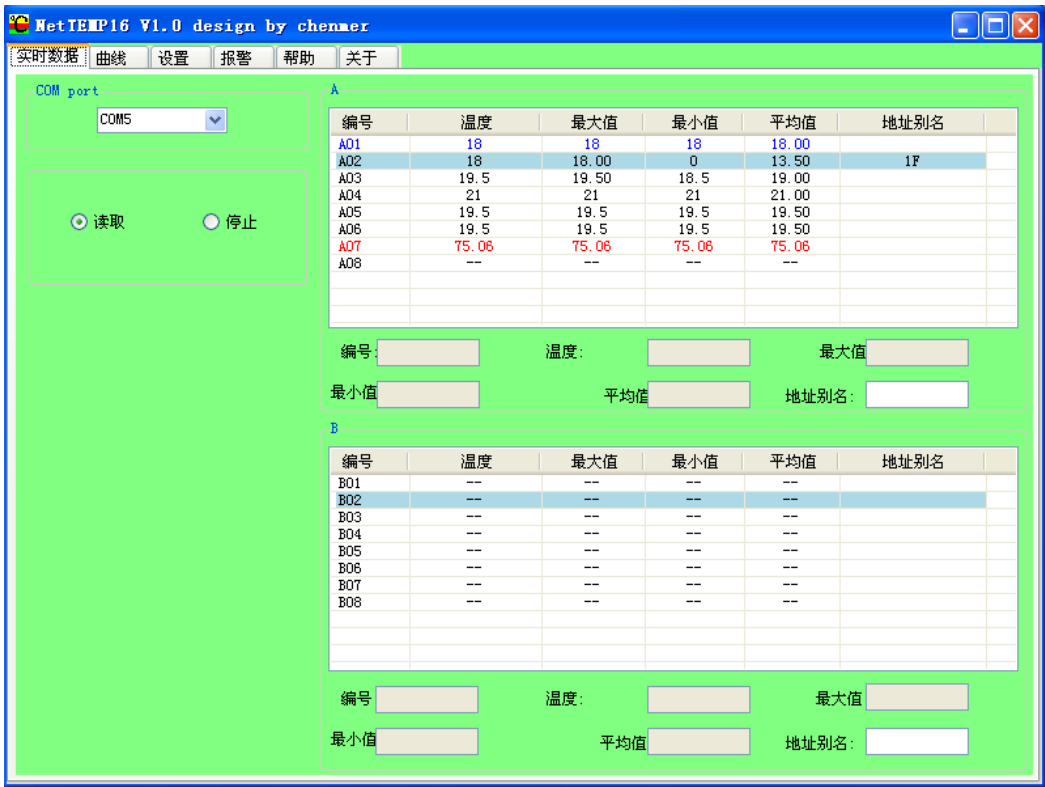 NetTEMP16 V1.0 design by chenmer
实时数据 曲线 设置 报警 帮助 关于
COM port
COM5
读取 停止
A
编号 温度 最大值 最小值 平均值 地址别名
A01 18 18 18 18.00
A02 18 18.00 0 13.50 1F
A03 19.5 19.50 18.5 19.00
A04 21 21 21 21.00
A05 19.5 19.5 19.5 19.50
A06 19.5 19.5 19.5 19.50
A07 75.06 75.06 75.06 75.06
A08 -- -- -- --
编号: 温度: 最大值
最小值 平均值 地址别名:
B
编号 温度 最大值 最小值 平均值 地址别名
B01 -- -- -- --
B02 -- -- -- --
B03 -- -- -- --
B04 -- -- -- --
B05 -- -- -- --
B06 -- -- -- --
B07 -- -- -- --
B08 -- -- -- --
编号 温度: 最大值
最小值 平均值 地址别名: